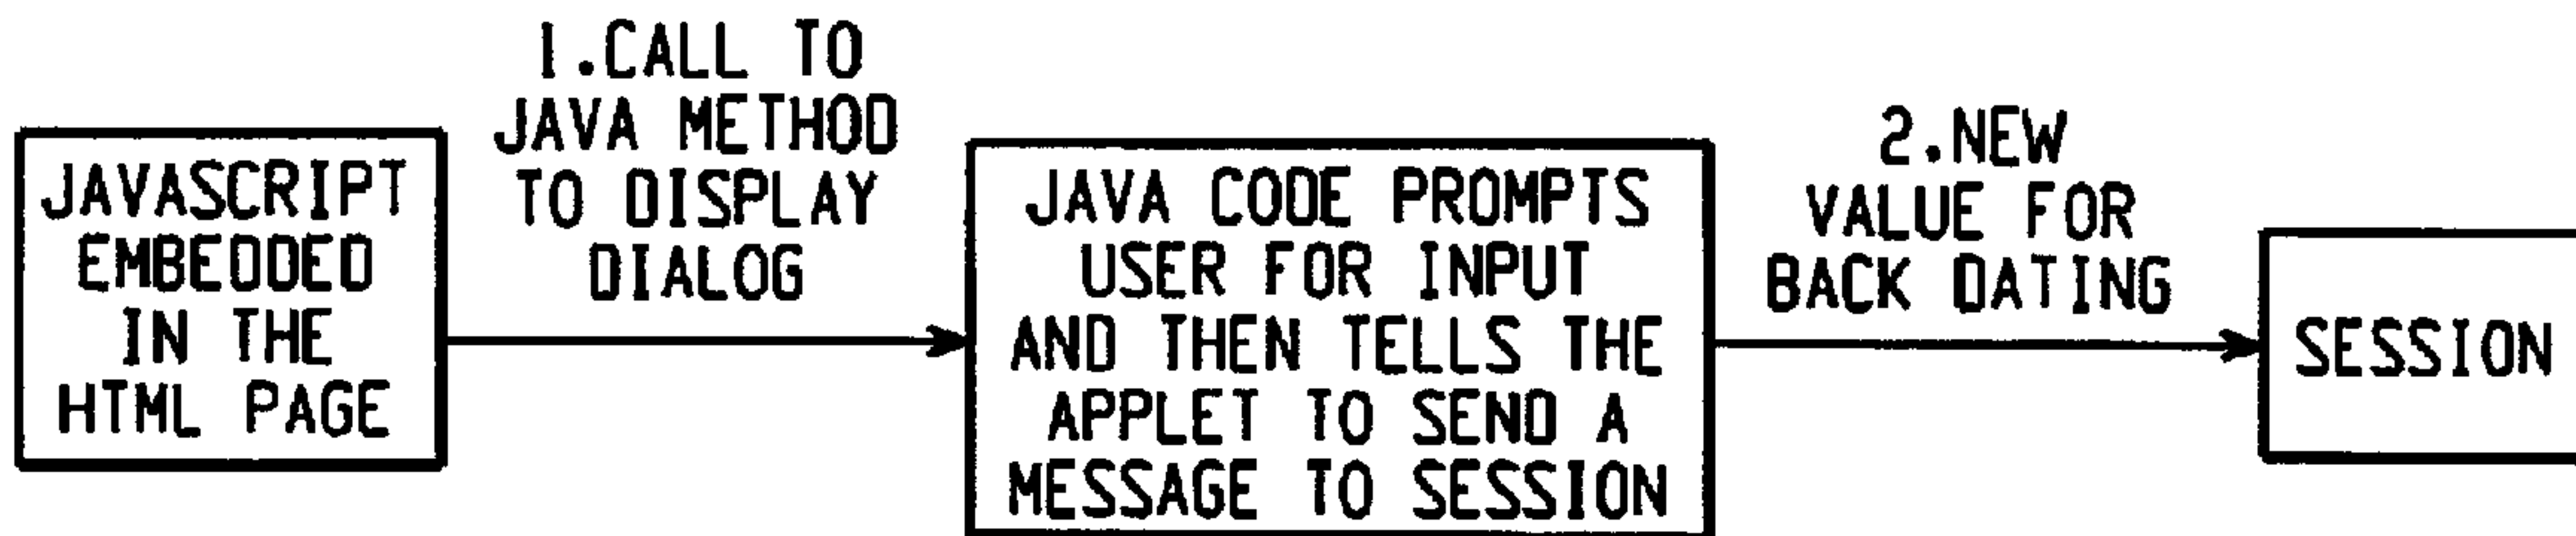 JAVASCRIPT
EMBEDDED
IN THE
HTML PAGE
1.CALL TO
JAVA METHOD
TO DISPLAY
DIALOG
JAVA CODE PROMPTS
USER FOR INPUT
AND THEN TELLS THE
APPLET TO SEND A
MESSAGE TO SESSION
2.NEW
VALUE FOR
BACK DATING
SESSION